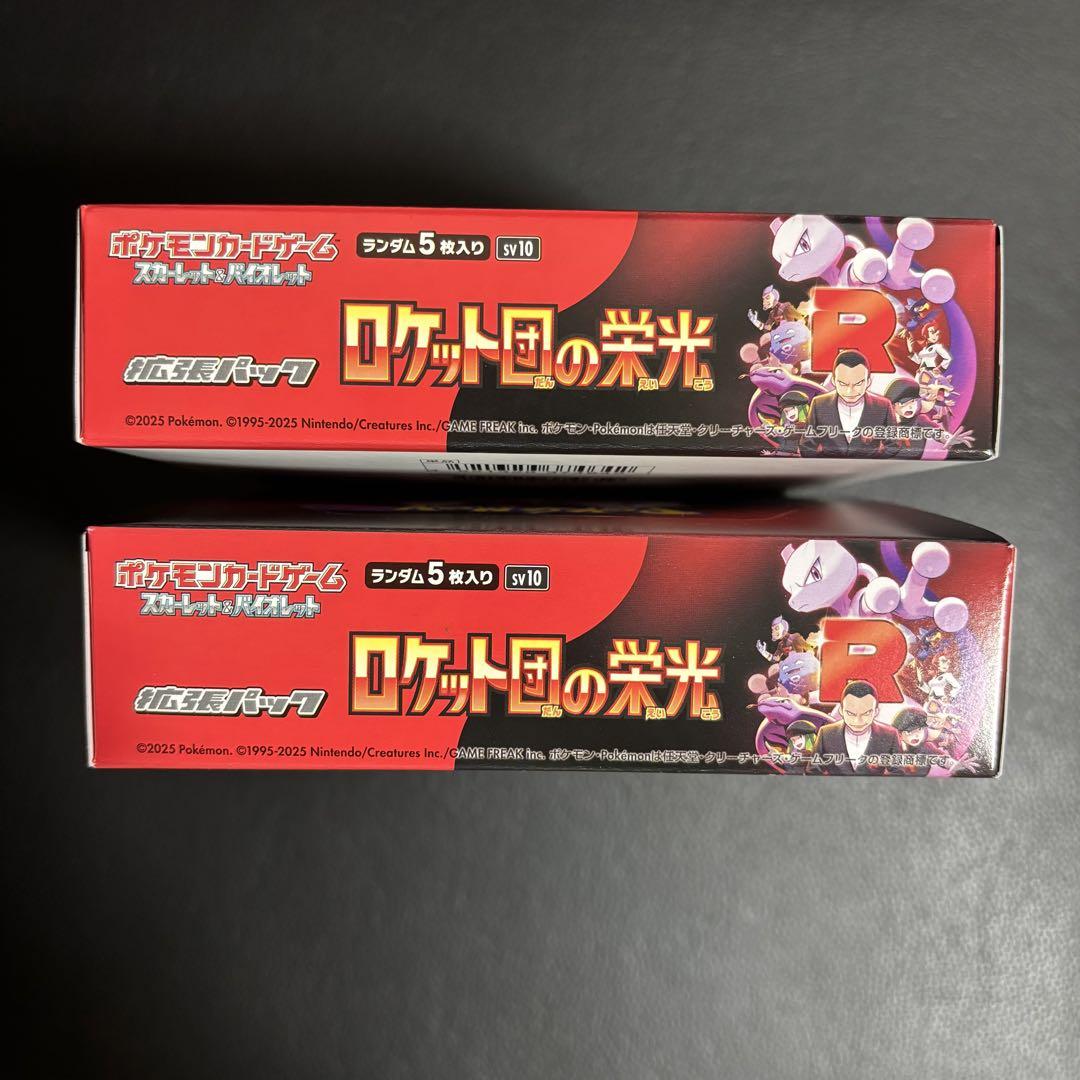 ポケモンカードゲーム™
スカーレット&バイオレット
ランダム5枚入り
SV10
拡張パック
ロケット団の栄光
だん えい こう
R
©2025 Pokémon. ©1995-2025 Nintendo/Creatures Inc./GAME FREAK inc. ポケモン・Pokémonは任天堂・クリーチャーズ・ゲームフリークの登録商標です。
ポケモンカードゲーム™
スカーレット&バイオレット
ランダム5枚入り
SV10
拡張パック
ロケット団の栄光
だん えい こう
R
©2025 Pokémon. ©1995-2025 Nintendo/Creatures Inc./GAME FREAK inc. ポケモン・Pokémonは任天堂・クリーチャーズ・ゲームフリークの登録商標です。